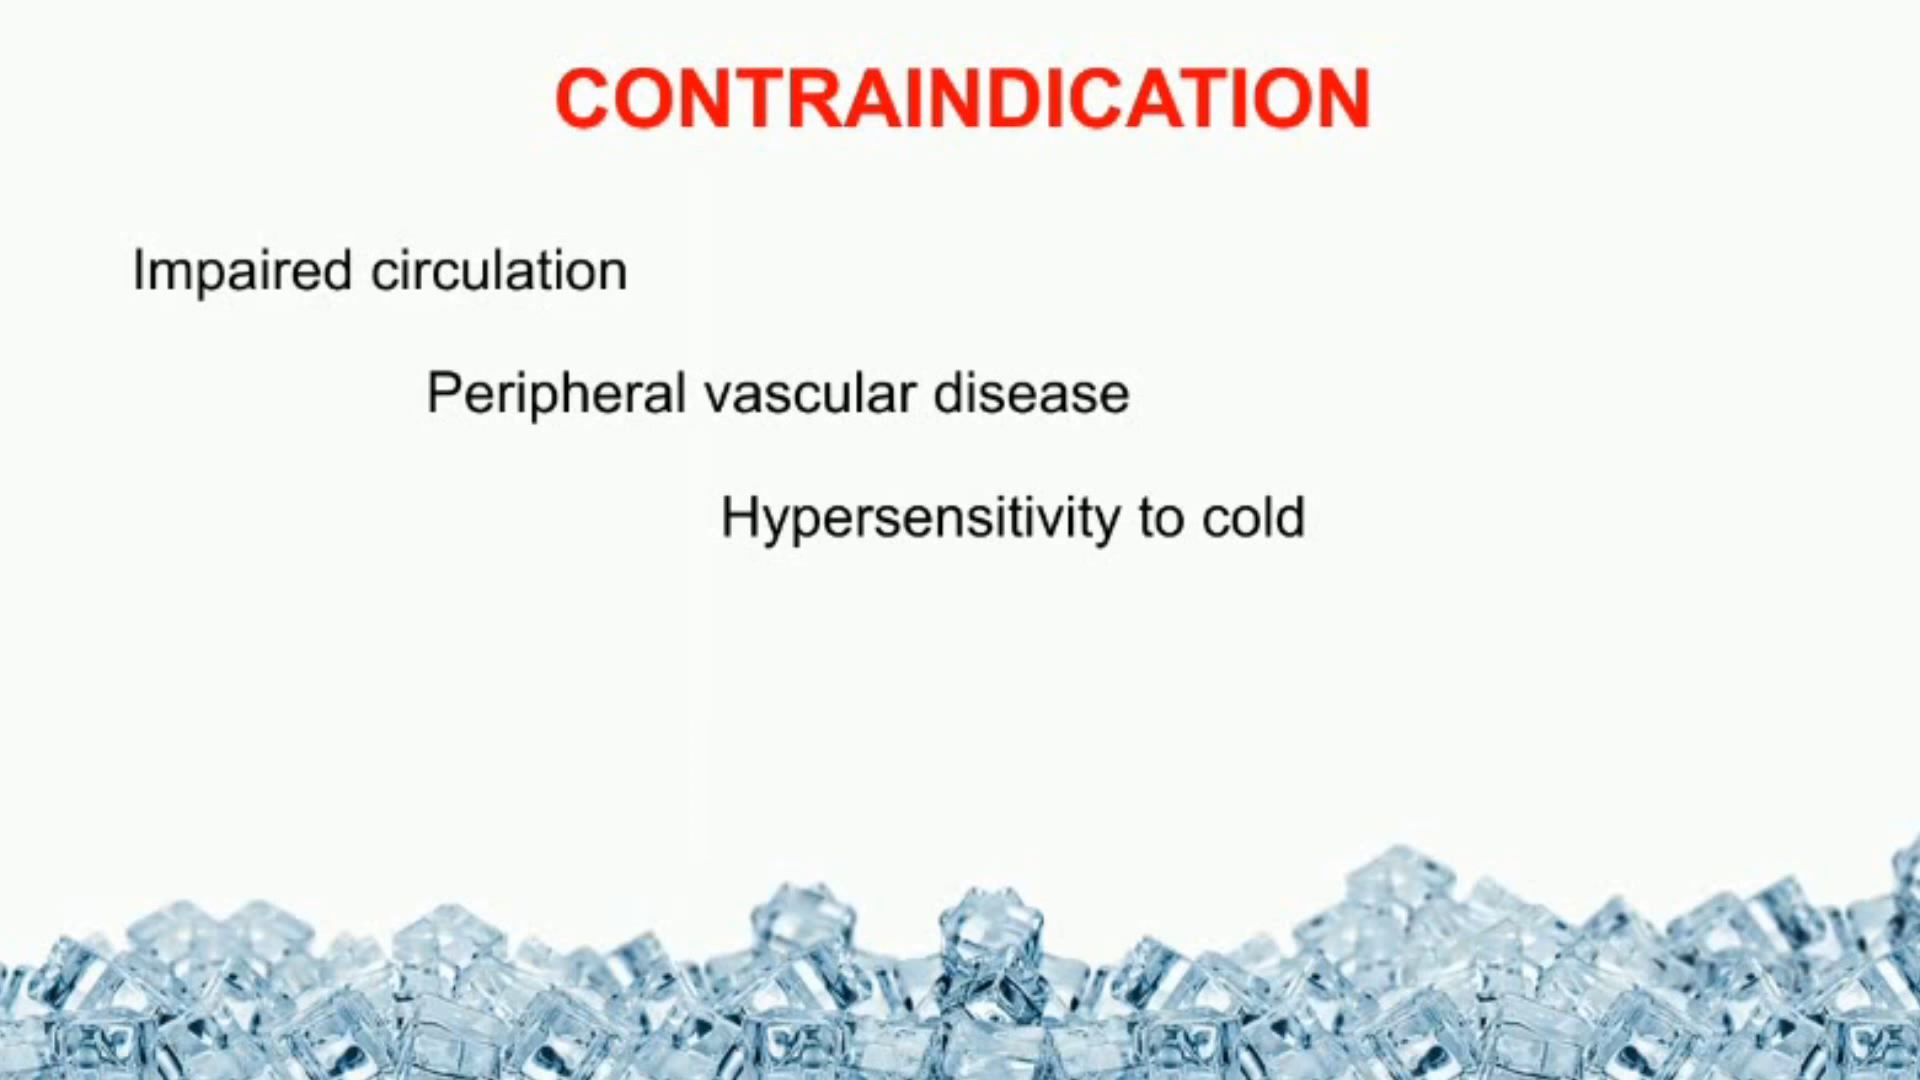 CONTRAINDICATION
Impaired circulation
Peripheral vascular disease
Hypersensitivity to cold